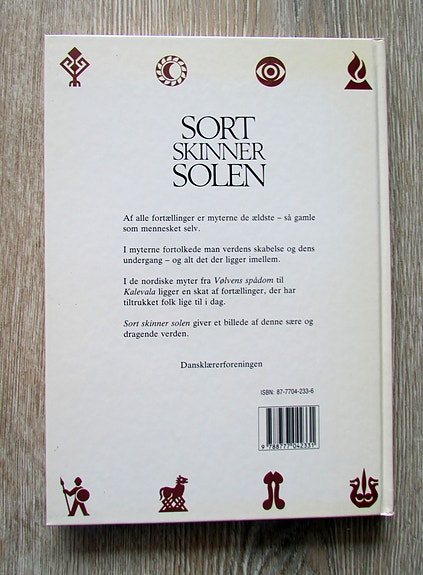 SORT
SKINNER
SOLEN
Af alle fortællinger er myterne de ældste – så gamle
som mennesket selv.
I myterne fortolkede man verdens skabelse og dens
undergang – og alt det der ligger imellem.
I de nordiske myter fra Vølvens spådom til
Kalevala ligger en skat af fortællinger, der har
tiltrukket folk lige til i dag.
Sort skinner solen giver et billede af denne sære og
dragende verden.
Dansklærerforeningen
ISBN: 87-7704-233-6
9 788777 042331